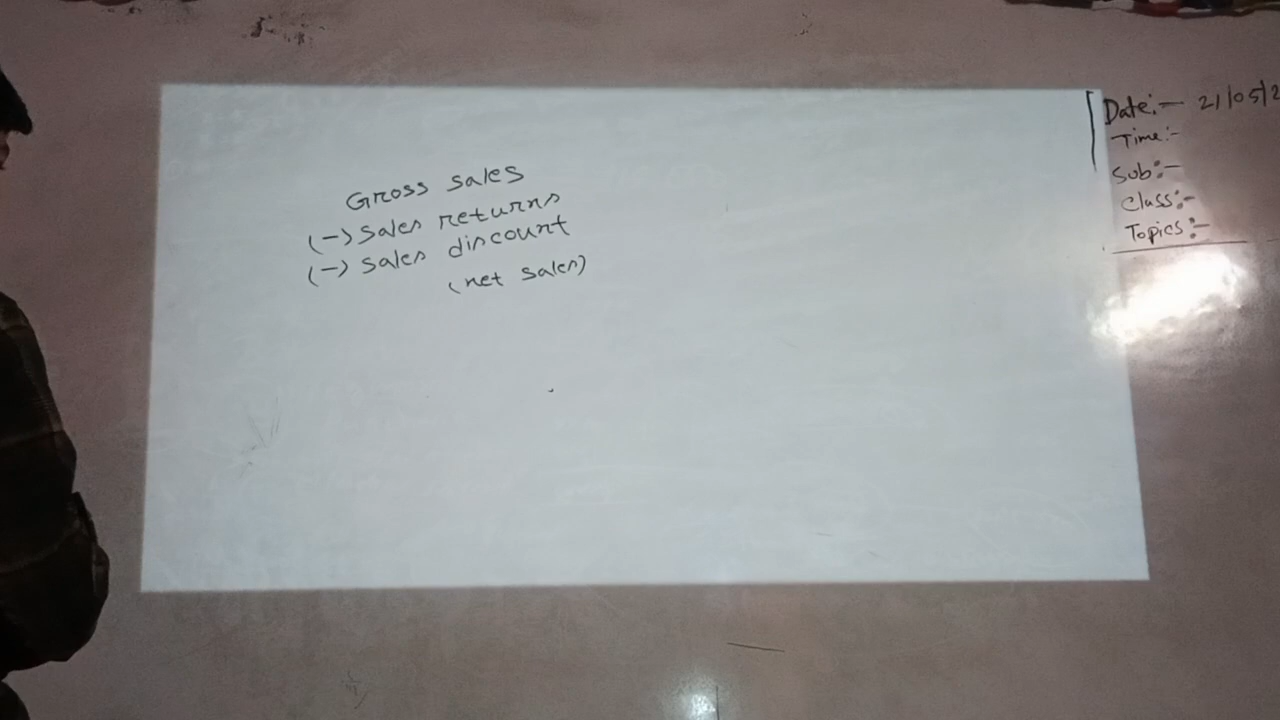 Gross sales
(-) sales returns
(-) sales discount
(net sales)
Date:- 21/05/2
Time:-
Sub:-
Class:-
Topics:-